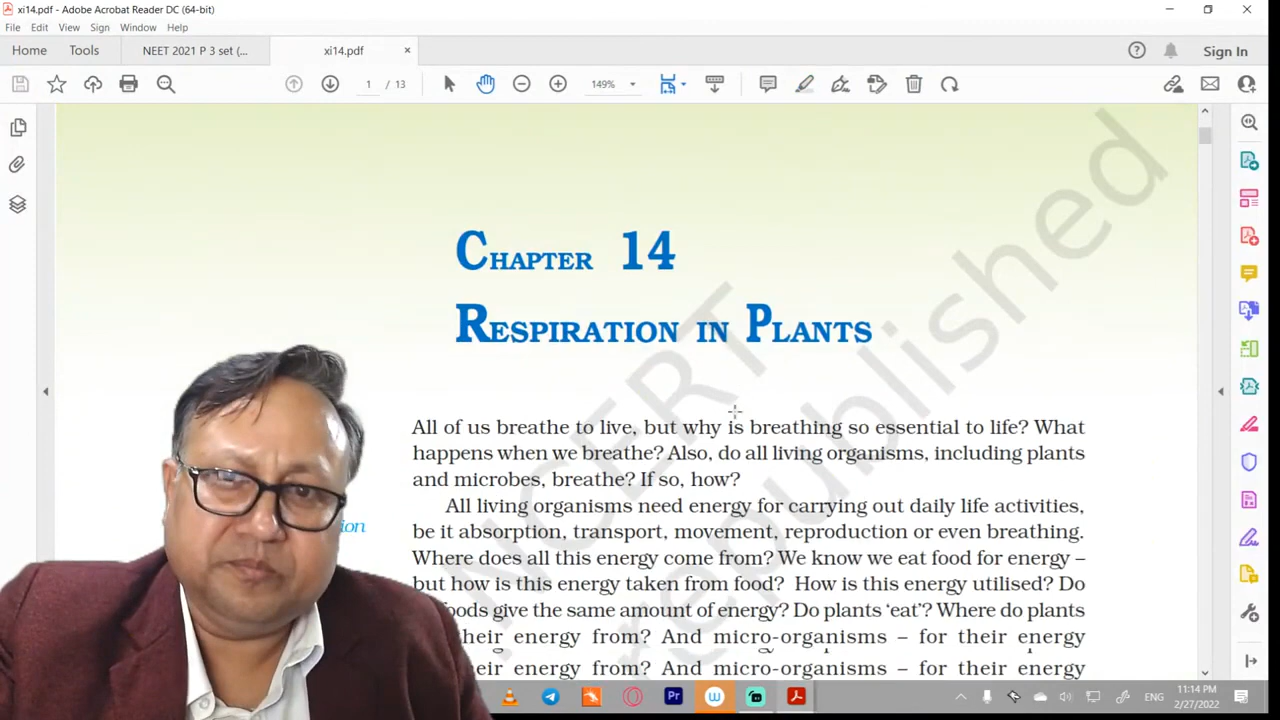 xi14.pdf - Adobe Acrobat Reader DC (64-bit)
File Edit View Sign Window Help
Home Tools NEET 2021 P 3 set (... xi14.pdf × Sign In
1 / 13 149%
CHAPTER 14
RESPIRATION IN PLANTS
All of us breathe to live, but why is breathing so essential to life? What
happens when we breathe? Also, do all living organisms, including plants
and microbes, breathe? If so, how?
All living organisms need energy for carrying out daily life activities,
be it absorption, transport, movement, reproduction or even breathing.
Where does all this energy come from? We know we eat food for energy –
but how is this energy taken from food? How is this energy utilised? Do
foods give the same amount of energy? Do plants ‘eat’? Where do plants
their energy from? And micro-organisms – for their energy
their energy from? And micro-organisms – for their energy
NCERT
republished
W Pr
ENG 11:14 PM
2/27/2022